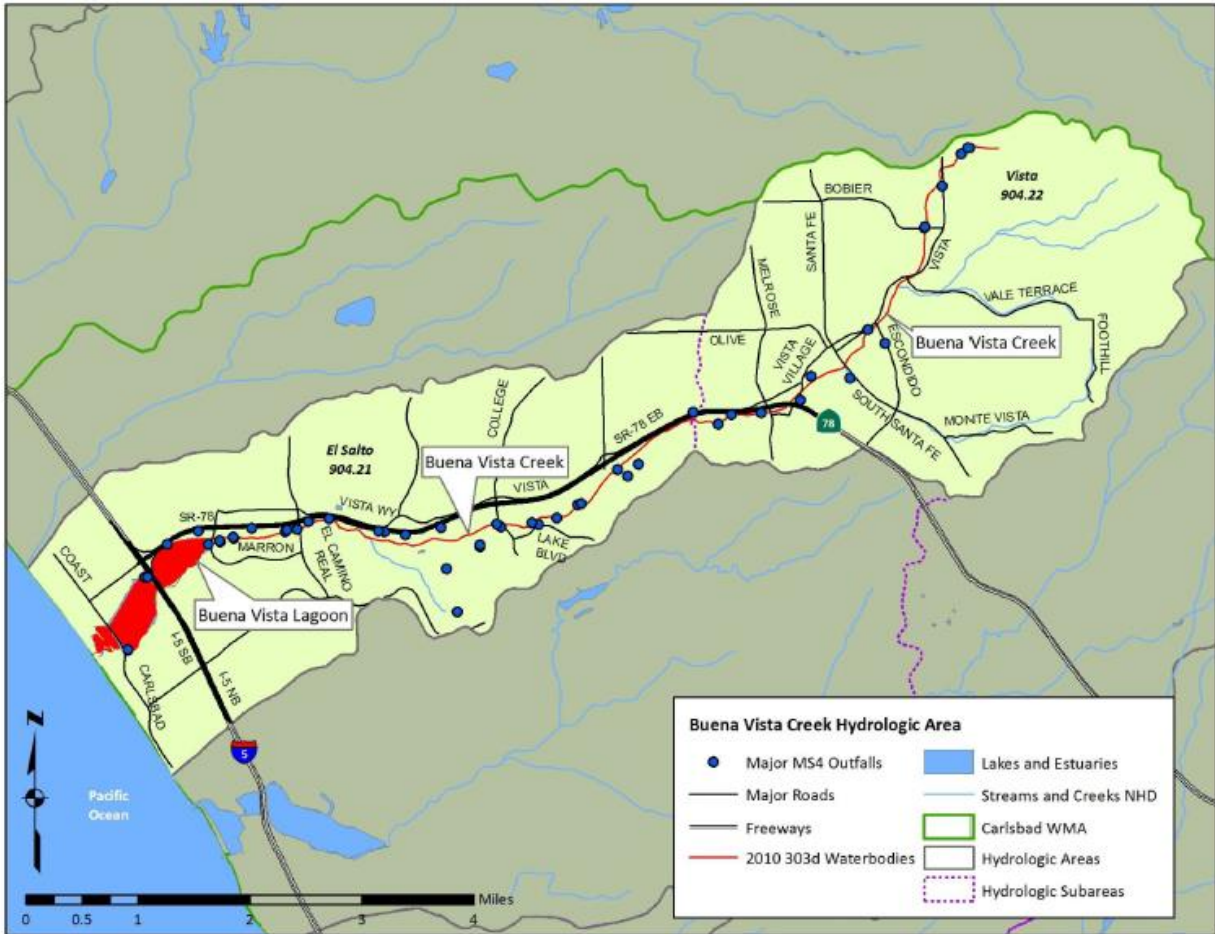 Vista
904.22
BOBIER
SANTA FE
VISTA
MELROSE
VALE TERRACE
FOOTHILL
OLIVE
VISTA
VILLAGE
ESCONDIDO
Buena Vista Creek
SOUTH SANTA FE
MONTE VISTA
78
COLLEGE
SR-78 EB
El Salto
904.21
Buena Vista Creek
VISTA
VISTA WY
SR-78
MARRON
EL CAMINO
REAL
LAKE
BLVD
COAST
Buena Vista Lagoon
I-5 SB
I-5 NB
CARLSBAD
5
N
Pacific
Ocean
Miles
0 0.5 1 2 3 4
Buena Vista Creek Hydrologic Area
Major MS4 Outfalls
Major Roads
Freeways
2010 303d Waterbodies
Lakes and Estuaries
Streams and Creeks NHD
Carlsbad WMA
Hydrologic Areas
Hydrologic Subareas